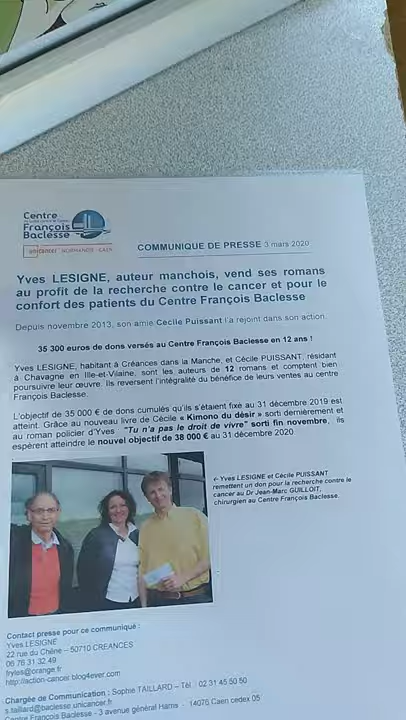 Centre
François
Baclesse
unicancer NORMANDIE - CAEN
COMMUNIQUE DE PRESSE 3 mars 2020
Yves LESIGNE, auteur manchois, vend ses romans
au profit de la recherche contre le cancer et pour le
confort des patients du Centre François Baclesse
Depuis novembre 2013, son amie Cécile Puissant l'a rejoint dans son action.
35 300 euros de dons versés au Centre François Baclesse en 12 ans !
Yves LESIGNE, habitant à Créances dans la Manche, et Cécile PUISSANT, résidant
à Chavagne en Ille-et-Vilaine, sont les auteurs de 12 romans et comptent bien
poursuivre leur œuvre. Ils reversent l'intégralité du bénéfice de leurs ventes au centre
François Baclesse.
L'objectif de 35 000 € de dons cumulés qu'ils s'étaient fixé au 31 décembre 2019 est
atteint. Grâce au nouveau livre de Cécile « Kimono du désir » sorti dernièrement et
au roman policier d'Yves "Tu n'a pas le droit de vivre" sorti fin novembre, ils
espèrent atteindre le nouvel objectif de 38 000 € au 31 décembre 2020.
<-Yves LESIGNE et Cécile PUISSANT
remettent un don pour la recherche contre le
cancer au Dr Jean-Marc GUILLOIT,
chirurgien au Centre François Baclesse.
Contact presse pour ce communiqué :
Yves LESIGNE
22 rue du Chêne – 50710 CREANCES
06 76 31 32 49
fryles@orange.fr
http://action-cancer.blog4ever.com
Chargée de Communication : Sophie TAILLARD – Tél : 02 31 45 50 50
s.taillard@baclesse.unicancer.fr
Centre François Baclesse - 3 avenue général Harris - 14076 Caen cedex 05